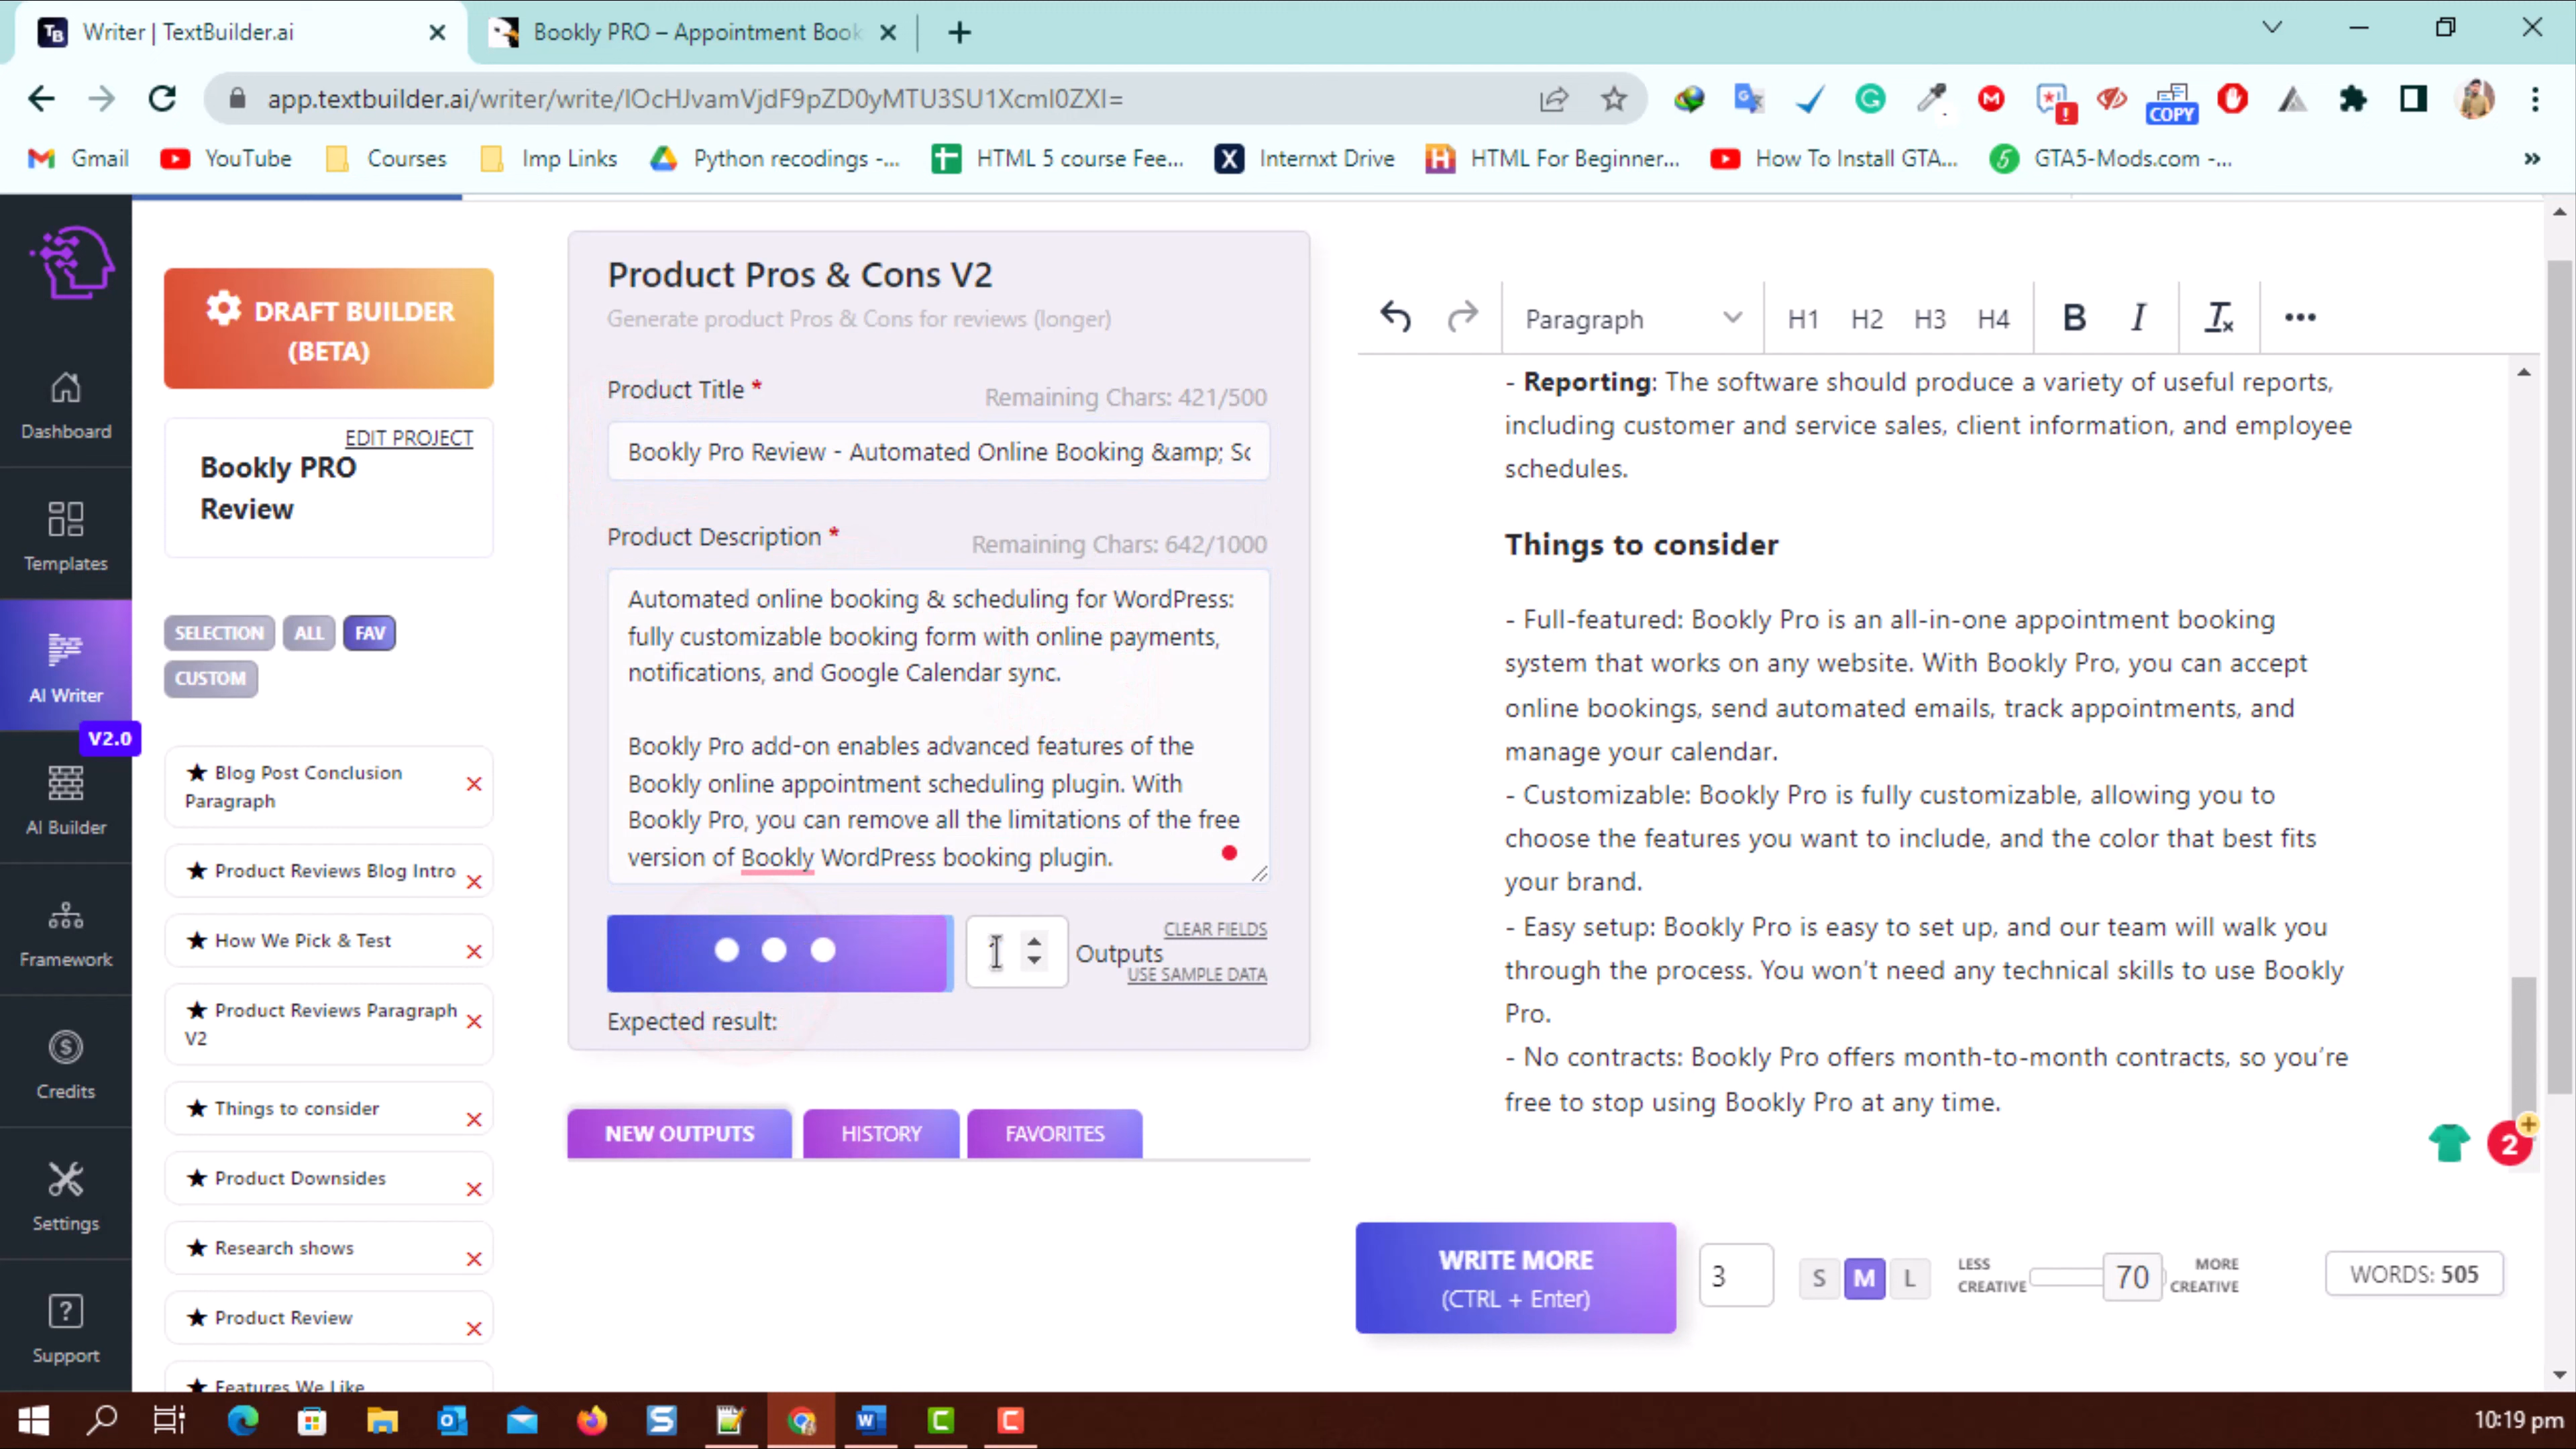 Writer | TextBuilder.ai
Bookly PRO – Appointment Book
app.textbuilder.ai/writer/write/IOcHJvamVjdF9pZD0yMTU3SU1XcmI0ZXI=
COPY
Gmail
YouTube
Courses
Imp Links
Python recodings -...
HTML 5 course Fee...
Internxt Drive
HTML For Beginner...
How To Install GTA...
GTA5-Mods.com -...
Dashboard
Templates
AI Writer
V2.0
AI Builder
Framework
Credits
Settings
Support
DRAFT BUILDER
(BETA)
EDIT PROJECT
Bookly PRO
Review
SELECTION
ALL
FAV
CUSTOM
★ Blog Post Conclusion
Paragraph
★ Product Reviews Blog Intro
★ How We Pick & Test
★ Product Reviews Paragraph
V2
★ Things to consider
★ Product Downsides
★ Research shows
★ Product Review
★ Features We Like
Product Pros & Cons V2
Generate product Pros & Cons for reviews (longer)
Product Title *
Remaining Chars: 421/500
Bookly Pro Review - Automated Online Booking &amp; Sc
Product Description *
Remaining Chars: 642/1000
Automated online booking & scheduling for WordPress:
fully customizable booking form with online payments,
notifications, and Google Calendar sync.
Bookly Pro add-on enables advanced features of the
Bookly online appointment scheduling plugin. With
Bookly Pro, you can remove all the limitations of the free
version of Bookly WordPress booking plugin.
Outputs
CLEAR FIELDS
USE SAMPLE DATA
Expected result:
NEW OUTPUTS
HISTORY
FAVORITES
Paragraph
H1
H2
H3
H4
B
I
- Reporting: The software should produce a variety of useful reports,
including customer and service sales, client information, and employee
schedules.
Things to consider
- Full-featured: Bookly Pro is an all-in-one appointment booking
system that works on any website. With Bookly Pro, you can accept
online bookings, send automated emails, track appointments, and
manage your calendar.
- Customizable: Bookly Pro is fully customizable, allowing you to
choose the features you want to include, and the color that best fits
your brand.
- Easy setup: Bookly Pro is easy to set up, and our team will walk you
through the process. You won't need any technical skills to use Bookly
Pro.
- No contracts: Bookly Pro offers month-to-month contracts, so you're
free to stop using Bookly Pro at any time.
2
WRITE MORE
(CTRL + Enter)
3
S
M
L
LESS
CREATIVE
70
MORE
CREATIVE
WORDS: 505
10:19 pm